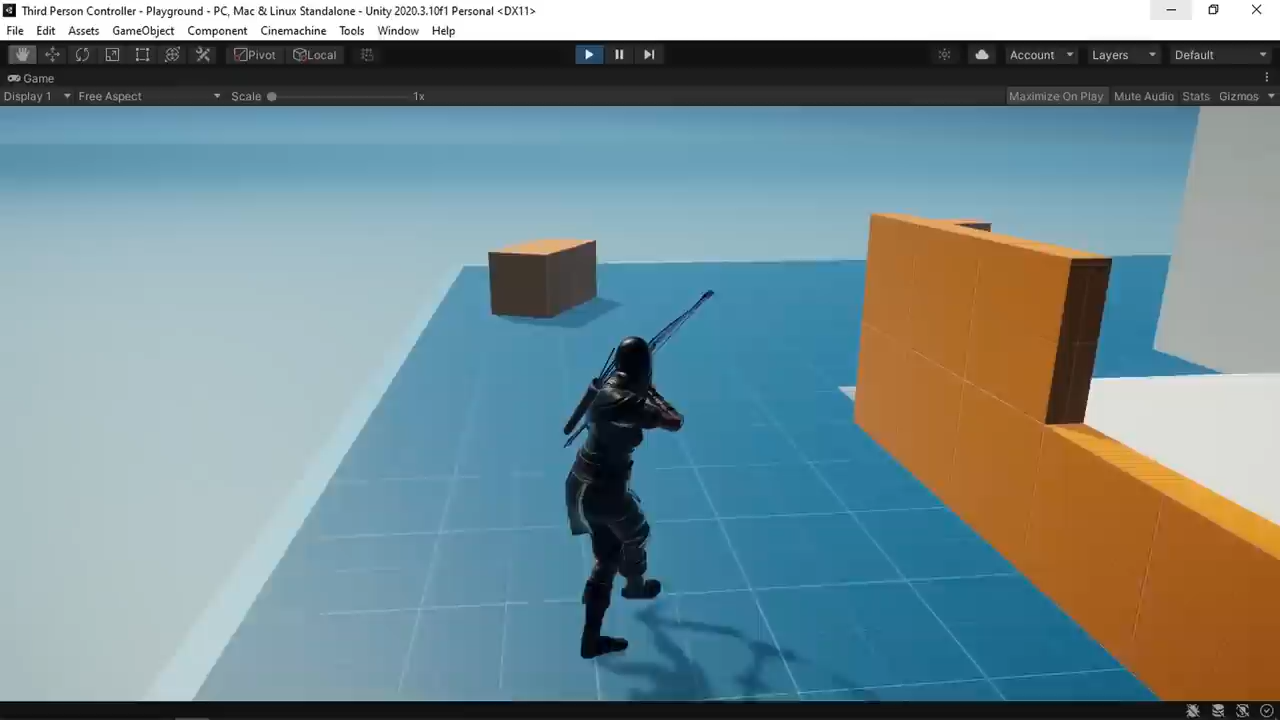 Third Person Controller - Playground - PC, Mac & Linux Standalone - Unity 2020.3.10f1 Personal <DX11>
File Edit Assets GameObject Component Cinemachine Tools Window Help
Pivot Local Account Layers Default
Game
Display 1 Free Aspect Scale 1x Maximize On Play Mute Audio Stats Gizmos